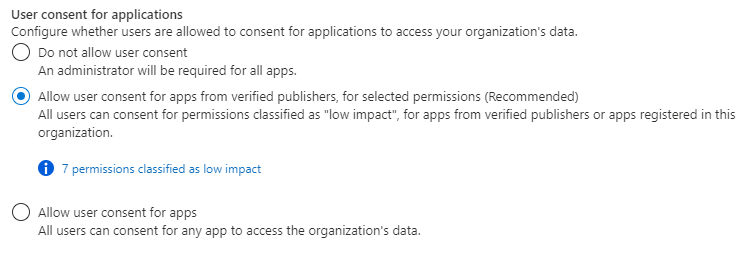 User consent for applications
Configure whether users are allowed to consent for applications to access your organization's data.
Do not allow user consent
An administrator will be required for all apps.
Allow user consent for apps from verified publishers, for selected permissions (Recommended)
All users can consent for permissions classified as "low impact", for apps from verified publishers or apps registered in this
organization.
7 permissions classified as low impact
Allow user consent for apps
All users can consent for any app to access the organization's data.